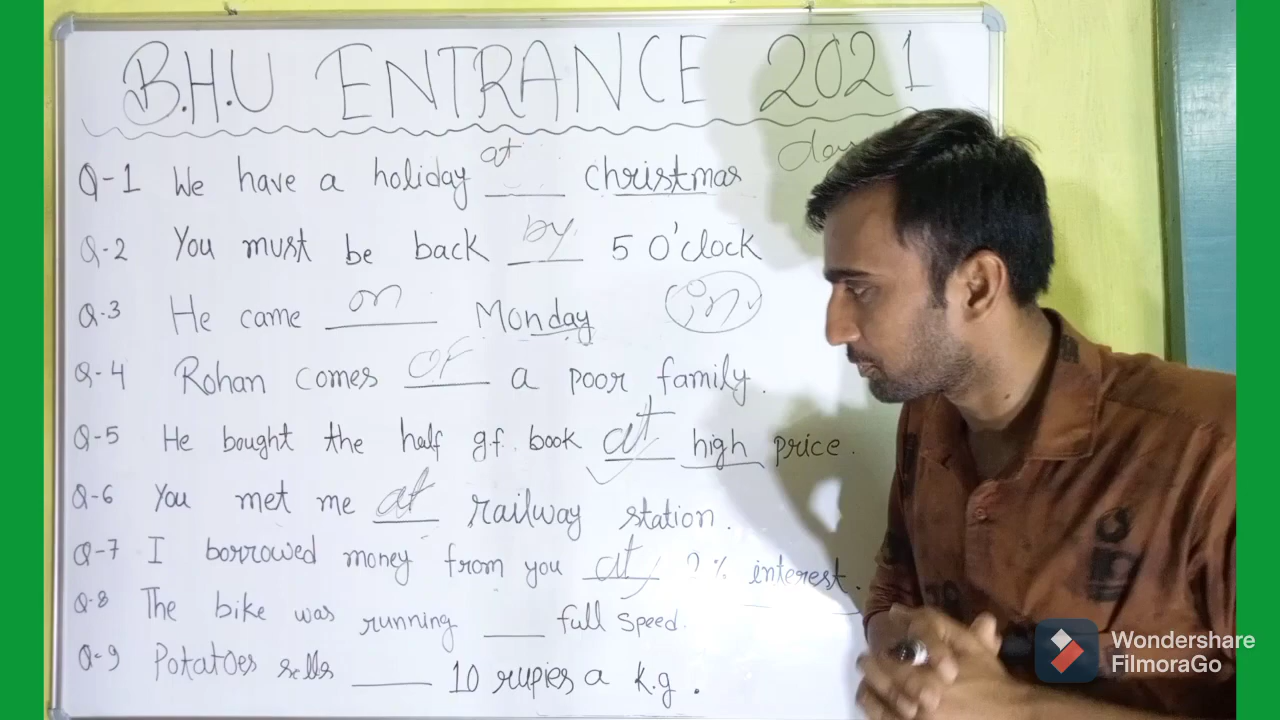 B.H.U ENTRANCE 2021
Q-1 We have a holiday at christmas
Q-2 You must be back by 5 O'clock
Q-3 He came on Monday in
Q-4 Rohan comes of a poor family.
Q-5 He bought the half g.f. book at high price.
Q-6 You met me at railway station.
Q-7 I borrowed money from you at % interest.
Q-8 The bike was running ___ full speed.
Q-9 Potatoes sells ___ 10 rupies a k.g.
Wondershare
FilmoraGo